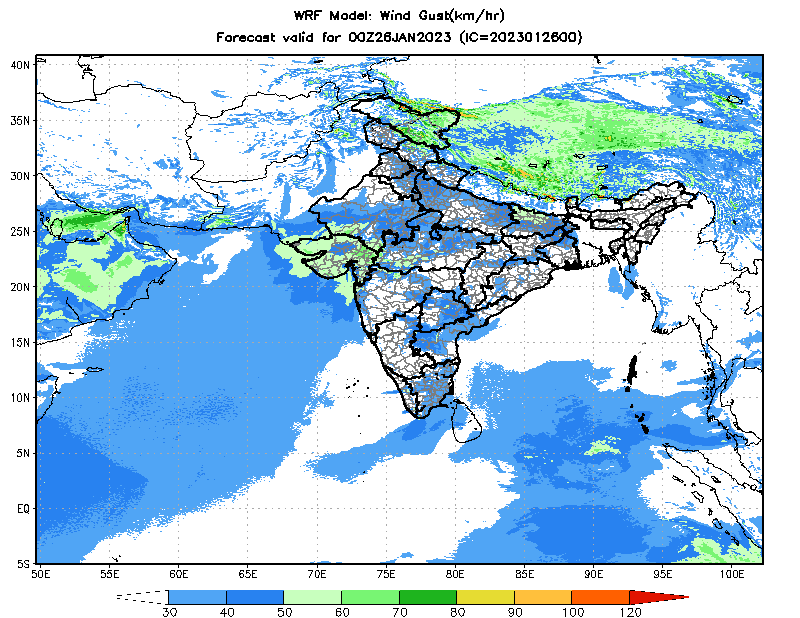 WRF Model: Wind Gust(km/hr)
Forecast valid for 00Z26JAN2023 (IC=2023012600)
40N
35N
30N
25N
20N
15N
10N
5N
EQ
5S
50E 55E 60E 65E 70E 75E 80E 85E 90E 95E 100E
30 40 50 60 70 80 90 100 120